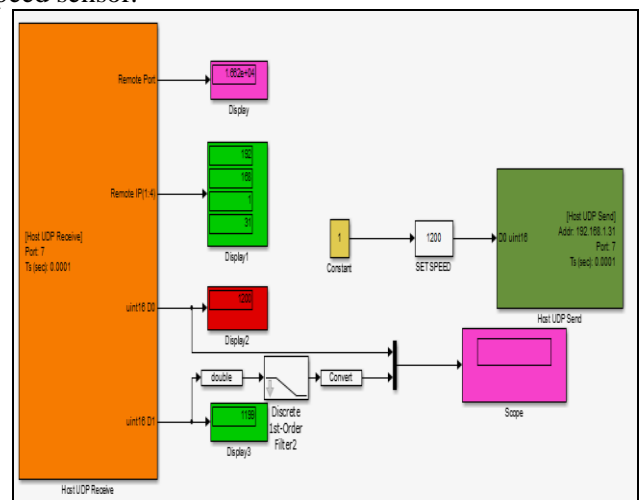 speed sensor.
Remote Port
1.662e+04
Display
Remote IP(1:4)
192
168
1
31
Display1
[Host UDP Receive]
Port: 7
Ts (sec): 0.0001
1
Constant
1200
SET SPEED
D0 uint16
[Host UDP Send]
Addr: 192.168.1.31
Port: 7
Ts (sec): 0.0001
Host UDP Send
uint16 D0
1200
Display2
double
Convert
Discrete
1st-Order
Filter2
Scope
uint16 D1
1199
Display3
Host UDP Receive